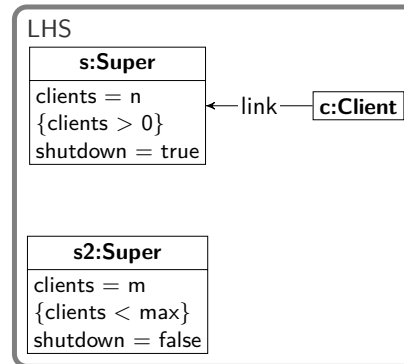 LHS
s:Super
clients = n
{clients > 0}
shutdown = true
link
c:Client
s2:Super
clients = m
{clients < max}
shutdown = false